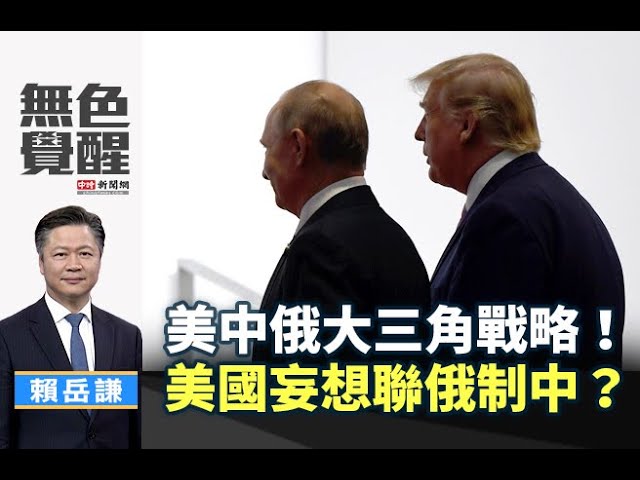 無色
覺醒
中時新聞網
賴岳謙
美中俄大三角戰略！
美國妄想聯俄制中？